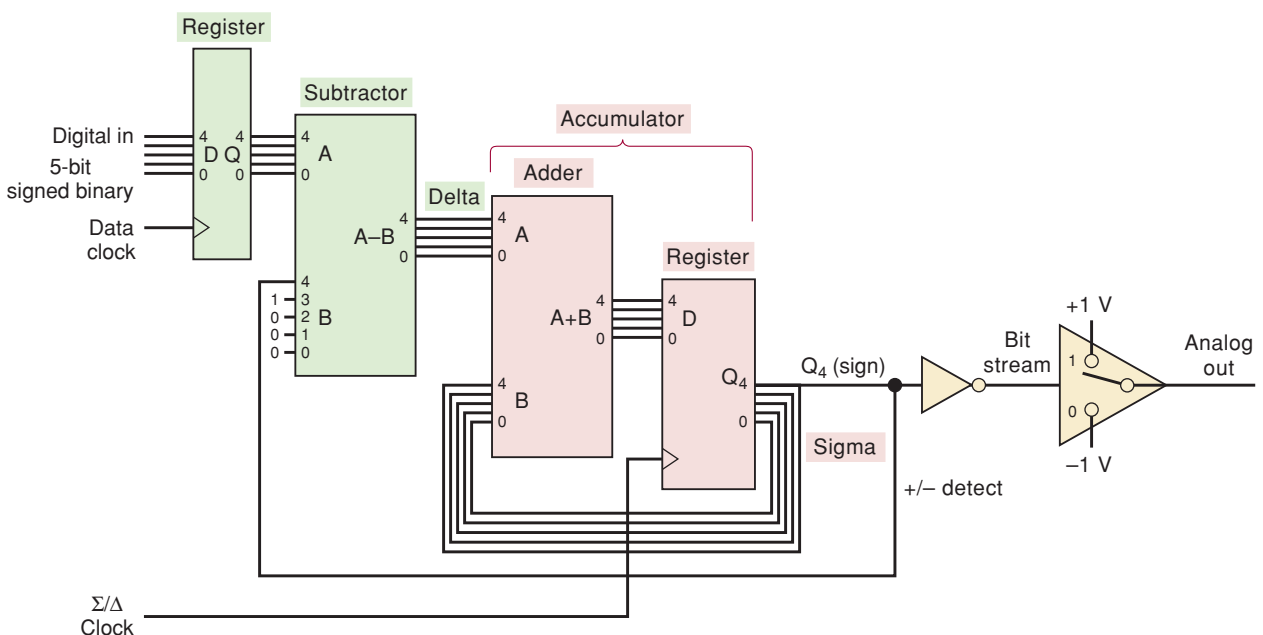 Register
Subtractor
Accumulator
Adder
Delta
Register
Digital in
5-bit
signed binary
Data
clock
4 4
D Q
0 0
4
A
0
4
A–B
0
4
1 3
0 2 B
0 1
0 0
4
A
0
4
A+B
0
4
B
0
4
D
0
Q4
0
Q4 (sign)
Sigma
+/– detect
Bit
stream
+1 V
1
0
–1 V
Analog
out
Σ/Δ
Clock